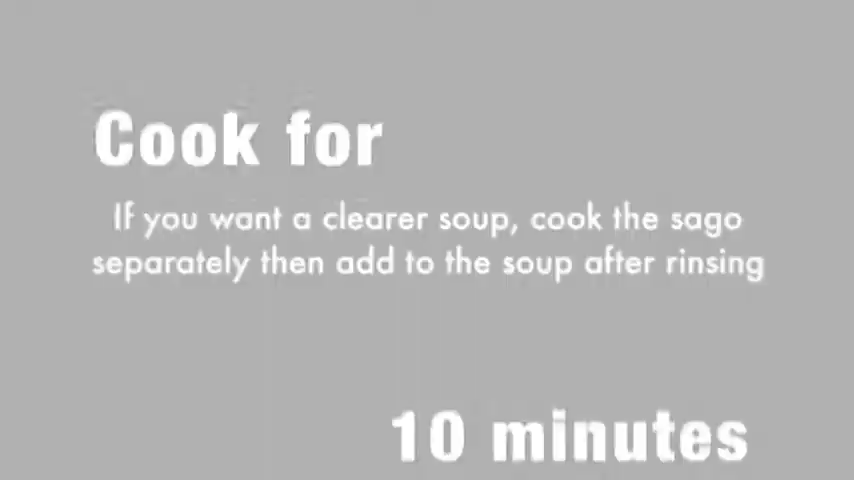 Cook for
If you want a clearer soup, cook the sago
separately then add to the soup after rinsing
10 minutes